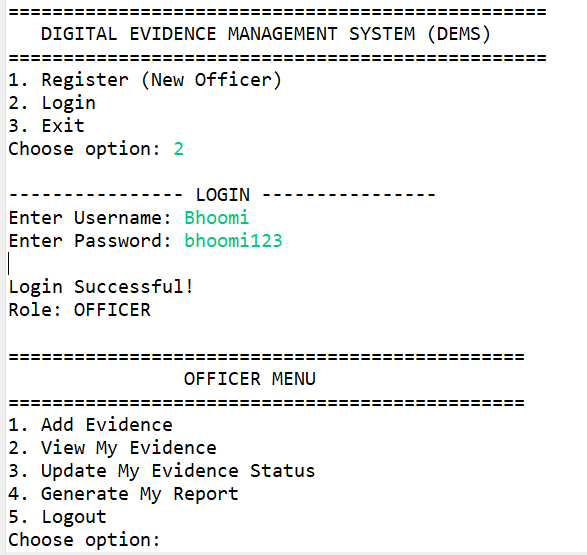 =================================================
DIGITAL EVIDENCE MANAGEMENT SYSTEM (DEMS)
=================================================
1. Register (New Officer)
2. Login
3. Exit
Choose option: 2
---------------- LOGIN ----------------
Enter Username: Bhoomi
Enter Password: bhoomi123
Login Successful!
Role: OFFICER
===============================================
OFFICER MENU
===============================================
1. Add Evidence
2. View My Evidence
3. Update My Evidence Status
4. Generate My Report
5. Logout
Choose option: